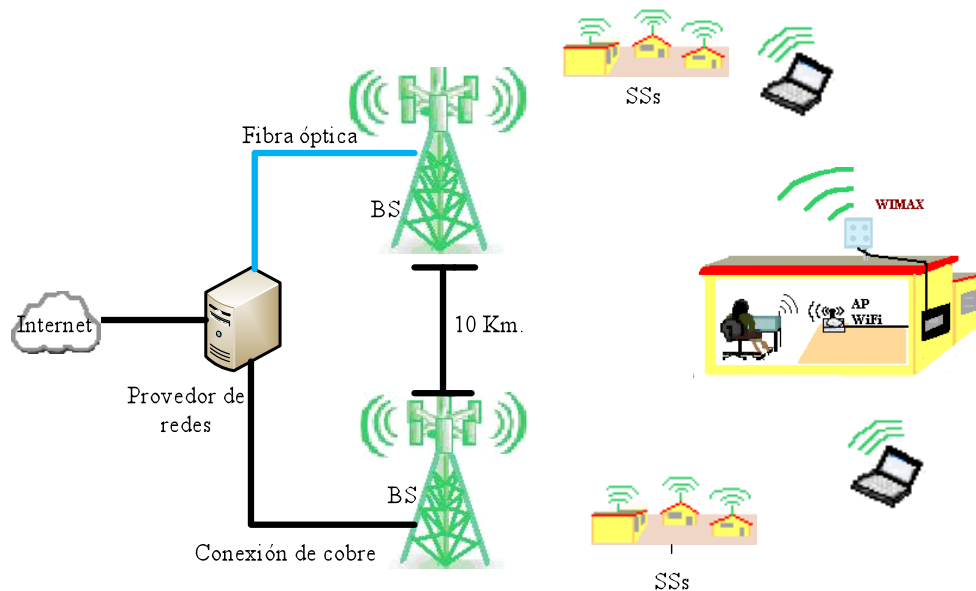 SSs
Fibra óptica
BS
WIMAX
Internet
10 Km.
AP
WiFi
Provedor de
redes
BS
Conexión de cobre
SSs